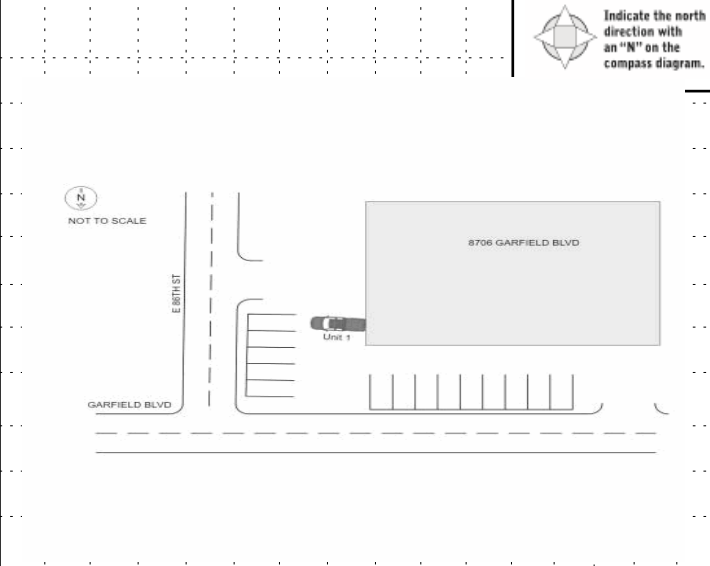 Indicate the north
direction with
an “N” on the
compass diagram.
N
NOT TO SCALE
8706 GARFIELD BLVD
E 86TH ST
Unit 1
GARFIELD BLVD